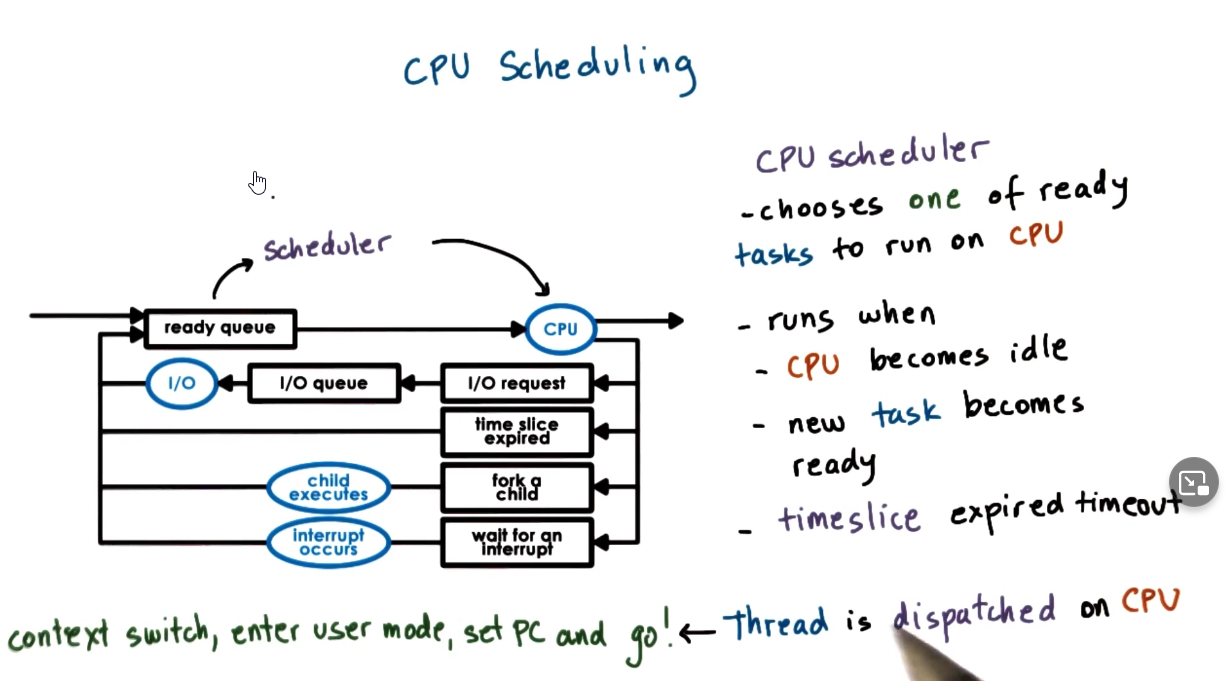 CPU Scheduling
CPU scheduler
- chooses one of ready
tasks to run on CPU
- runs when
- CPU becomes idle
- new task becomes
ready
- timeslice expired timeout
scheduler
ready queue
CPU
I/O
I/O queue
I/O request
time slice
expired
child
executes
fork a
child
interrupt
occurs
wait for an
interrupt
context switch, enter user mode, set PC and go! ← Thread is dispatched on CPU